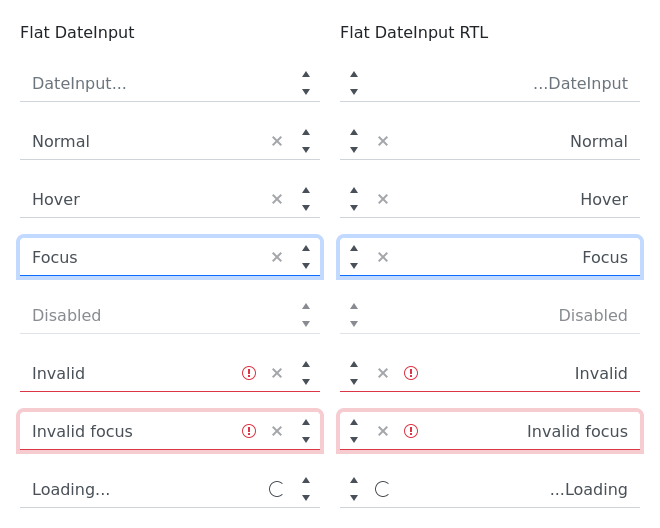 Flat DateInput
DateInput...
Normal
Hover
Focus
Disabled
Invalid
Invalid focus
Loading...
Flat DateInput RTL
...DateInput
Normal
Hover
Focus
Disabled
Invalid
Invalid focus
...Loading